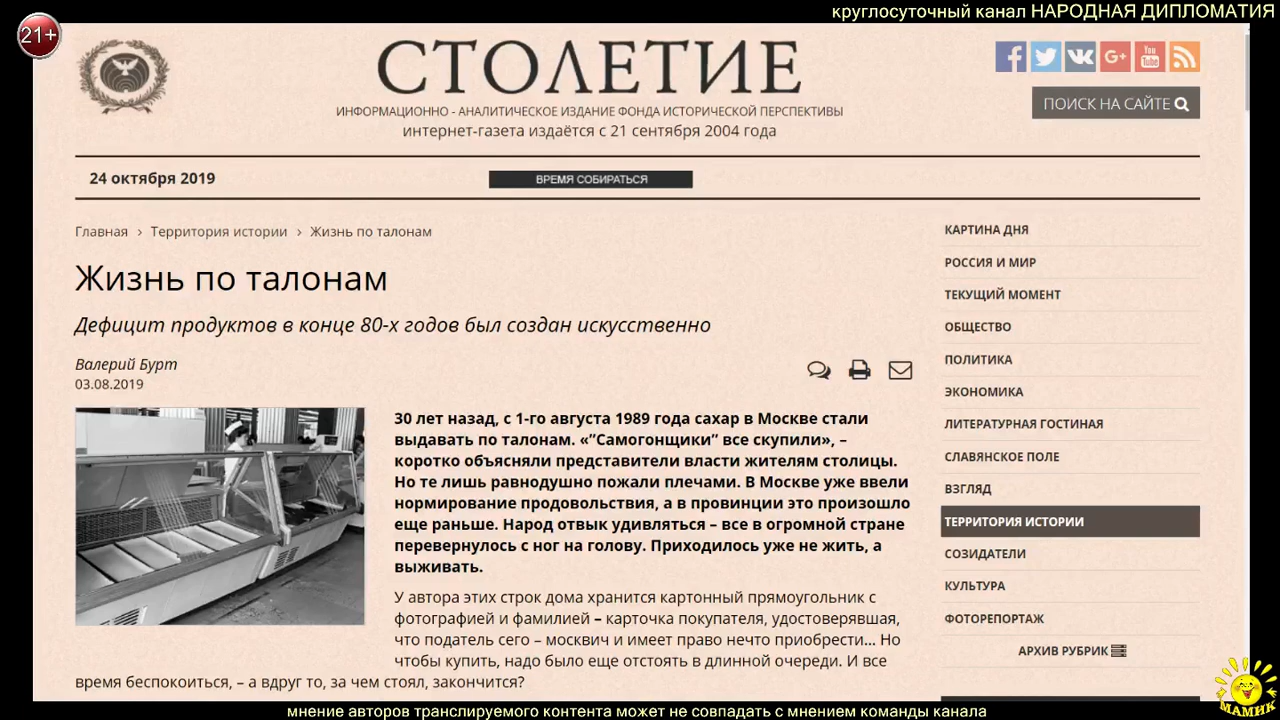 круглосуточный канал НАРОДНАЯ ДИПЛОМАТИЯ
21+
СТОЛЕТИЕ
ИНФОРМАЦИОННО - АНАЛИТИЧЕСКОЕ ИЗДАНИЕ ФОНДА ИСТОРИЧЕСКОЙ ПЕРСПЕКТИВЫ
интернет-газета издаётся с 21 сентября 2004 года
G+
You Tube
ПОИСК НА САЙТЕ
24 октября 2019
ВРЕМЯ СОБИРАТЬСЯ
Главная › Территория истории › Жизнь по талонам
Жизнь по талонам
Дефицит продуктов в конце 80-х годов был создан искусственно
Валерий Бурт
03.08.2019
30 лет назад, с 1-го августа 1989 года сахар в Москве стали
выдавать по талонам. «”Самогонщики” все скупили», –
коротко объясняли представители власти жителям столицы.
Но те лишь равнодушно пожали плечами. В Москве уже ввели
нормирование продовольствия, а в провинции это произошло
еще раньше. Народ отвык удивляться – все в огромной стране
перевернулось с ног на голову. Приходилось уже не жить, а
выживать.
У автора этих строк дома хранится картонный прямоугольник с
фотографией и фамилией – карточка покупателя, удостоверявшая,
что податель сего – москвич и имеет право нечто приобрести... Но
чтобы купить, надо было еще отстоять в длинной очереди. И все
время беспокоиться, – а вдруг то, за чем стоял, закончится?
КАРТИНА ДНЯ
РОССИЯ И МИР
ТЕКУЩИЙ МОМЕНТ
ОБЩЕСТВО
ПОЛИТИКА
ЭКОНОМИКА
ЛИТЕРАТУРНАЯ ГОСТИНАЯ
СЛАВЯНСКОЕ ПОЛЕ
ВЗГЛЯД
ТЕРРИТОРИЯ ИСТОРИИ
СОЗИДАТЕЛИ
КУЛЬТУРА
ФОТОРЕПОРТАЖ
АРХИВ РУБРИК
МАМИК
мнение авторов транслируемого контента может не совпадать с мнением команды канала